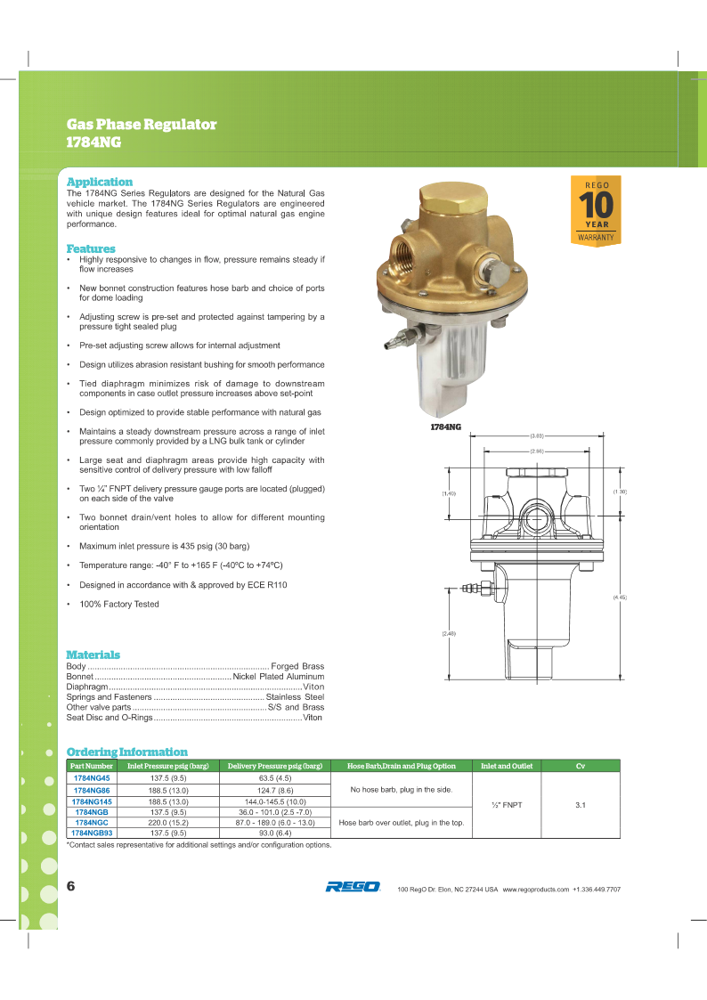 Gas Phase Regulator
1784NG
Application
The 1784NG Series Regulators are designed for the Natural Gas
vehicle market. The 1784NG Series Regulators are engineered
with unique design features ideal for optimal natural gas engine
performance.
Features
• Highly responsive to changes in flow, pressure remains steady if
flow increases
• New bonnet construction features hose barb and choice of ports
for dome loading
• Adjusting screw is pre-set and protected against tampering by a
pressure tight sealed plug
• Pre-set adjusting screw allows for internal adjustment
• Design utilizes abrasion resistant bushing for smooth performance
• Tied diaphragm minimizes risk of damage to downstream
components in case outlet pressure increases above set-point
• Design optimized to provide stable performance with natural gas
• Maintains a steady downstream pressure across a range of inlet
pressure commonly provided by a LNG bulk tank or cylinder
• Large seat and diaphragm areas provide high capacity with
sensitive control of delivery pressure with low falloff
• Two ¼" FNPT delivery pressure gauge ports are located (plugged)
on each side of the valve
• Two bonnet drain/vent holes to allow for different mounting
orientation
• Maximum inlet pressure is 435 psig (30 barg)
• Temperature range: -40° F to +165 F (-40ºC to +74ºC)
• Designed in accordance with & approved by ECE R110
• 100% Factory Tested
Materials
Body ............................................................................. Forged Brass
Bonnet .......................................................... Nickel Plated Aluminum
Diaphragm .................................................................................. Viton
Springs and Fasteners ............................................... Stainless Steel
Other valve parts ......................................................... S/S and Brass
Seat Disc and O-Rings ............................................................... Viton
REGO
10
YEAR
WARRANTY
1784NG
(3.63)
(2.86)
(1.40)
(1.30)
(4.45)
(2.48)
Ordering Information
Part Number Inlet Pressure psig (barg) Delivery Pressure psig (barg) Hose Barb,Drain and Plug Option Inlet and Outlet Cv
1784NG45 137.5 (9.5) 63.5 (4.5)
1784NG86 188.5 (13.0) 124.7 (8.6) No hose barb, plug in the side.
1784NG145 188.5 (13.0) 144.0-145.5 (10.0)
½" FNPT 3.1
1784NGB 137.5 (9.5) 36.0 - 101.0 (2.5 -7.0)
1784NGC 220.0 (15.2) 87.0 - 189.0 (6.0 - 13.0) Hose barb over outlet, plug in the top.
1784NGB93 137.5 (9.5) 93.0 (6.4)
*Contact sales representative for additional settings and/or configuration options.
6
REGO 100 RegO Dr. Elon, NC 27244 USA www.regoproducts.com +1.336.449.7707